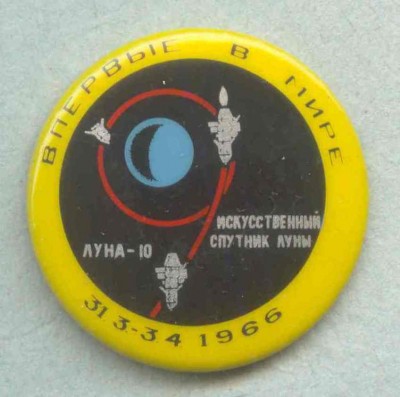 ВПЕРВЫЕ В МИРЕ
ИСКУССТВЕННЫЙ
СПУТНИК ЛУНЫ
ЛУНА-10
31.3-3.4 1966